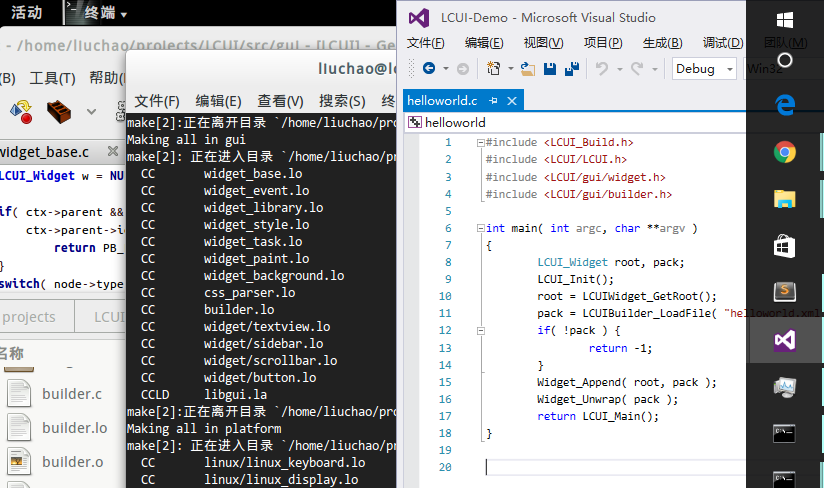 活动
终端
- /home/liuchao/projects/LCUI/src/gui - [LCUI] - Ge
(B) 工具(T) 帮助(
widget_base.c
LCUI_Widget w = NU
if( ctx->parent &&
ctx->parent->i
return PB_
}
switch( node->type
projects
LCUI
名称
builder.c
builder.lo
builder.o
liuchao@lo
文件(F) 编辑(E) 查看(V) 搜索(S) 终
make[2]:正在离开目录 `/home/liuchao/pro
Making all in gui
make[2]: 正在进入目录 `/home/liuchao/pr
CC widget_base.lo
CC widget_event.lo
CC widget_library.lo
CC widget_style.lo
CC widget_task.lo
CC widget_paint.lo
CC widget_background.lo
CC css_parser.lo
CC builder.lo
CC widget/textview.lo
CC widget/sidebar.lo
CC widget/scrollbar.lo
CC widget/button.lo
CCLD libgui.la
make[2]:正在离开目录 `/home/liuchao/pro
Making all in platform
make[2]: 正在进入目录 `/home/liuchao/pr
CC linux/linux_keyboard.lo
CC linux/linux_display.lo
LCUI-Demo - Microsoft Visual Studio
文件(F) 编辑(E) 视图(V) 项目(P) 生成(B) 调试(D) 团队(M)
Debug
Win32
helloworld.c
helloworld
1 #include <LCUI_Build.h>
2 #include <LCUI/LCUI.h>
3 #include <LCUI/gui/widget.h>
4 #include <LCUI/gui/builder.h>
5
6 int main( int argc, char **argv )
7 {
8 LCUI_Widget root, pack;
9 LCUI_Init();
10 root = LCUIWidget_GetRoot();
11 pack = LCUIBuilder_LoadFile( "helloworld.xml
12 if( !pack ) {
13 return -1;
14 }
15 Widget_Append( root, pack );
16 Widget_Unwrap( pack );
17 return LCUI_Main();
18 }
19
20